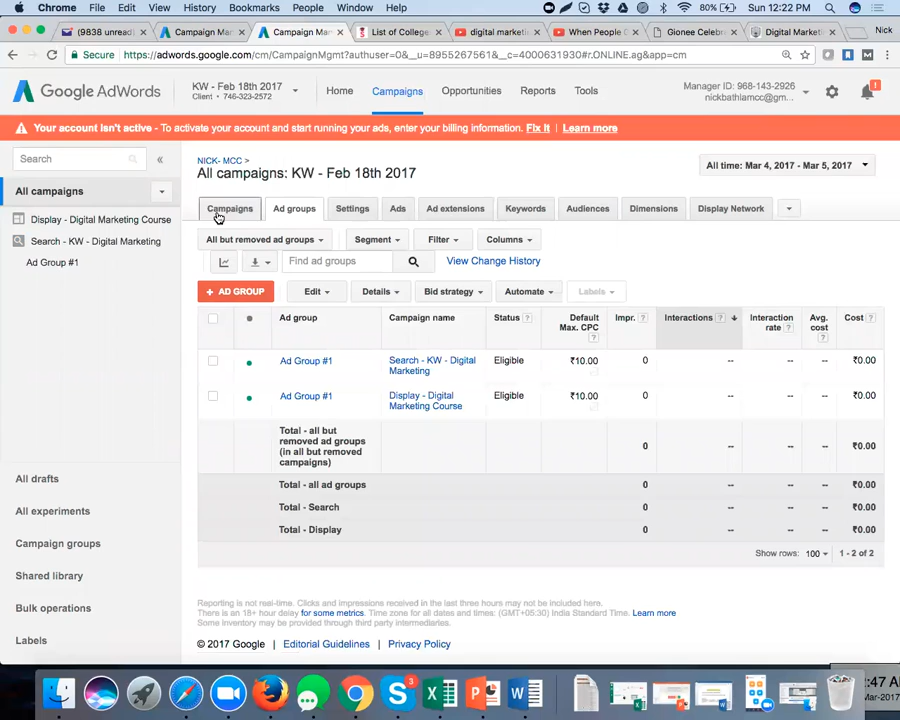 Chrome File Edit View History Bookmarks People Window Help 80% Sun 12:22 PM
(9838 unread) Campaign Ma Campaign Ma List of College digital marketi When People Gionee Celebra Digital Market Nick
Secure https://adwords.google.com/cm/CampaignMgmt?authuser=0&__u=8955267561&__c=4000631930#r.ONLINE.ag&app=cm
Google AdWords KW - Feb 18th 2017 Home Campaigns Opportunities Reports Tools Manager ID: 968-143-2926
Client · 746-323-2572 nickbathlamcc@gm... !
Your account isn't active - To activate your account and start running your ads, enter your billing information. Fix It Learn more
Search «
NICK- MCC >
All campaigns: KW - Feb 18th 2017
All time: Mar 4, 2017 - Mar 5, 2017
All campaigns
Display - Digital Marketing Course
Search - KW - Digital Marketing
Ad Group #1
Campaigns Ad groups Settings Ads Ad extensions Keywords Audiences Dimensions Display Network
All but removed ad groups Segment Filter Columns
Find ad groups View Change History
+ AD GROUP Edit Details Bid strategy Automate Labels
Ad group Campaign name Status ? Default Max. CPC ? Impr. ? Interactions ? Interaction rate ? Avg. cost ? Cost ?
Ad Group #1 Search - KW - Digital Marketing Eligible ₹10.00 0 -- -- -- ₹0.00
Ad Group #1 Display - Digital Marketing Course Eligible ₹10.00 0 -- -- -- ₹0.00
Total - all but removed ad groups (in all but removed campaigns) 0 -- -- -- ₹0.00
Total - all ad groups 0 -- -- -- ₹0.00
Total - Search 0 -- -- -- ₹0.00
Total - Display 0 -- -- -- ₹0.00
Show rows: 100 1 - 2 of 2
All drafts
All experiments
Campaign groups
Shared library
Bulk operations
Labels
Reporting is not real-time. Clicks and impressions received in the last three hours may not be included here.
There is an 18+ hour delay for some metrics. Time zone for all dates and times: (GMT+05:30) India Standard Time. Learn more
Some inventory may be provided through third party intermediaries.
© 2017 Google | Editorial Guidelines | Privacy Policy
3
:47 AM
-Mar-2017